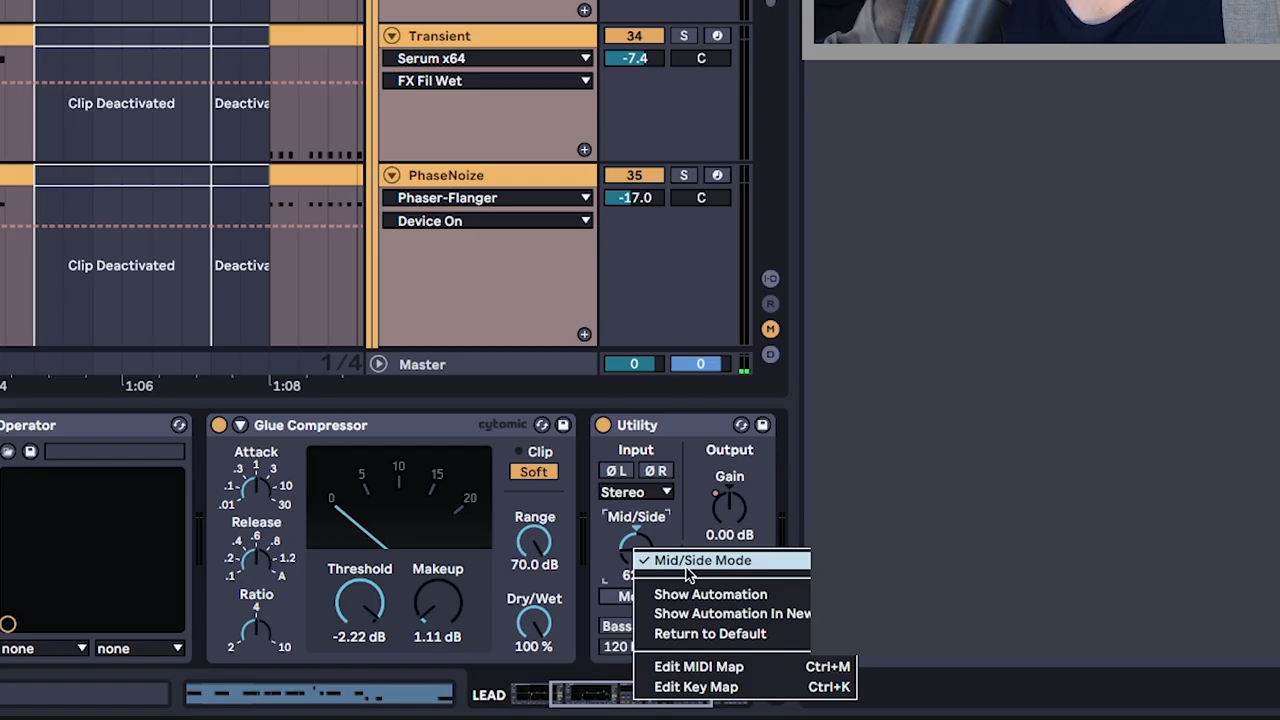 Transient
34
S
Serum x64
-7.4
C
FX Fil Wet
Clip Deactivated
Deactiva
PhaseNoize
35
S
Phaser-Flanger
-17.0
C
Device On
Clip Deactivated
Deactiva
I-O
R
M
D
1/4
Master
0
0
4
1:06
1:08
Operator
Glue Compressor
cytomic
Utility
Attack
.3
1
3
.1
10
.01
30
Release
.4
.6
.8
.2
1.2
.1
A
Ratio
4
2
10
0
5
10
15
20
Threshold
-2.22 dB
Makeup
1.11 dB
Clip
Soft
Range
70.0 dB
Dry/Wet
100 %
Input
Ø L
Ø R
Stereo
Mid/Side
Output
Gain
0.00 dB
Bass
120
Mid/Side Mode
Show Automation
Show Automation In New
Return to Default
Edit MIDI Map Ctrl+M
Edit Key Map Ctrl+K
none
none
LEAD